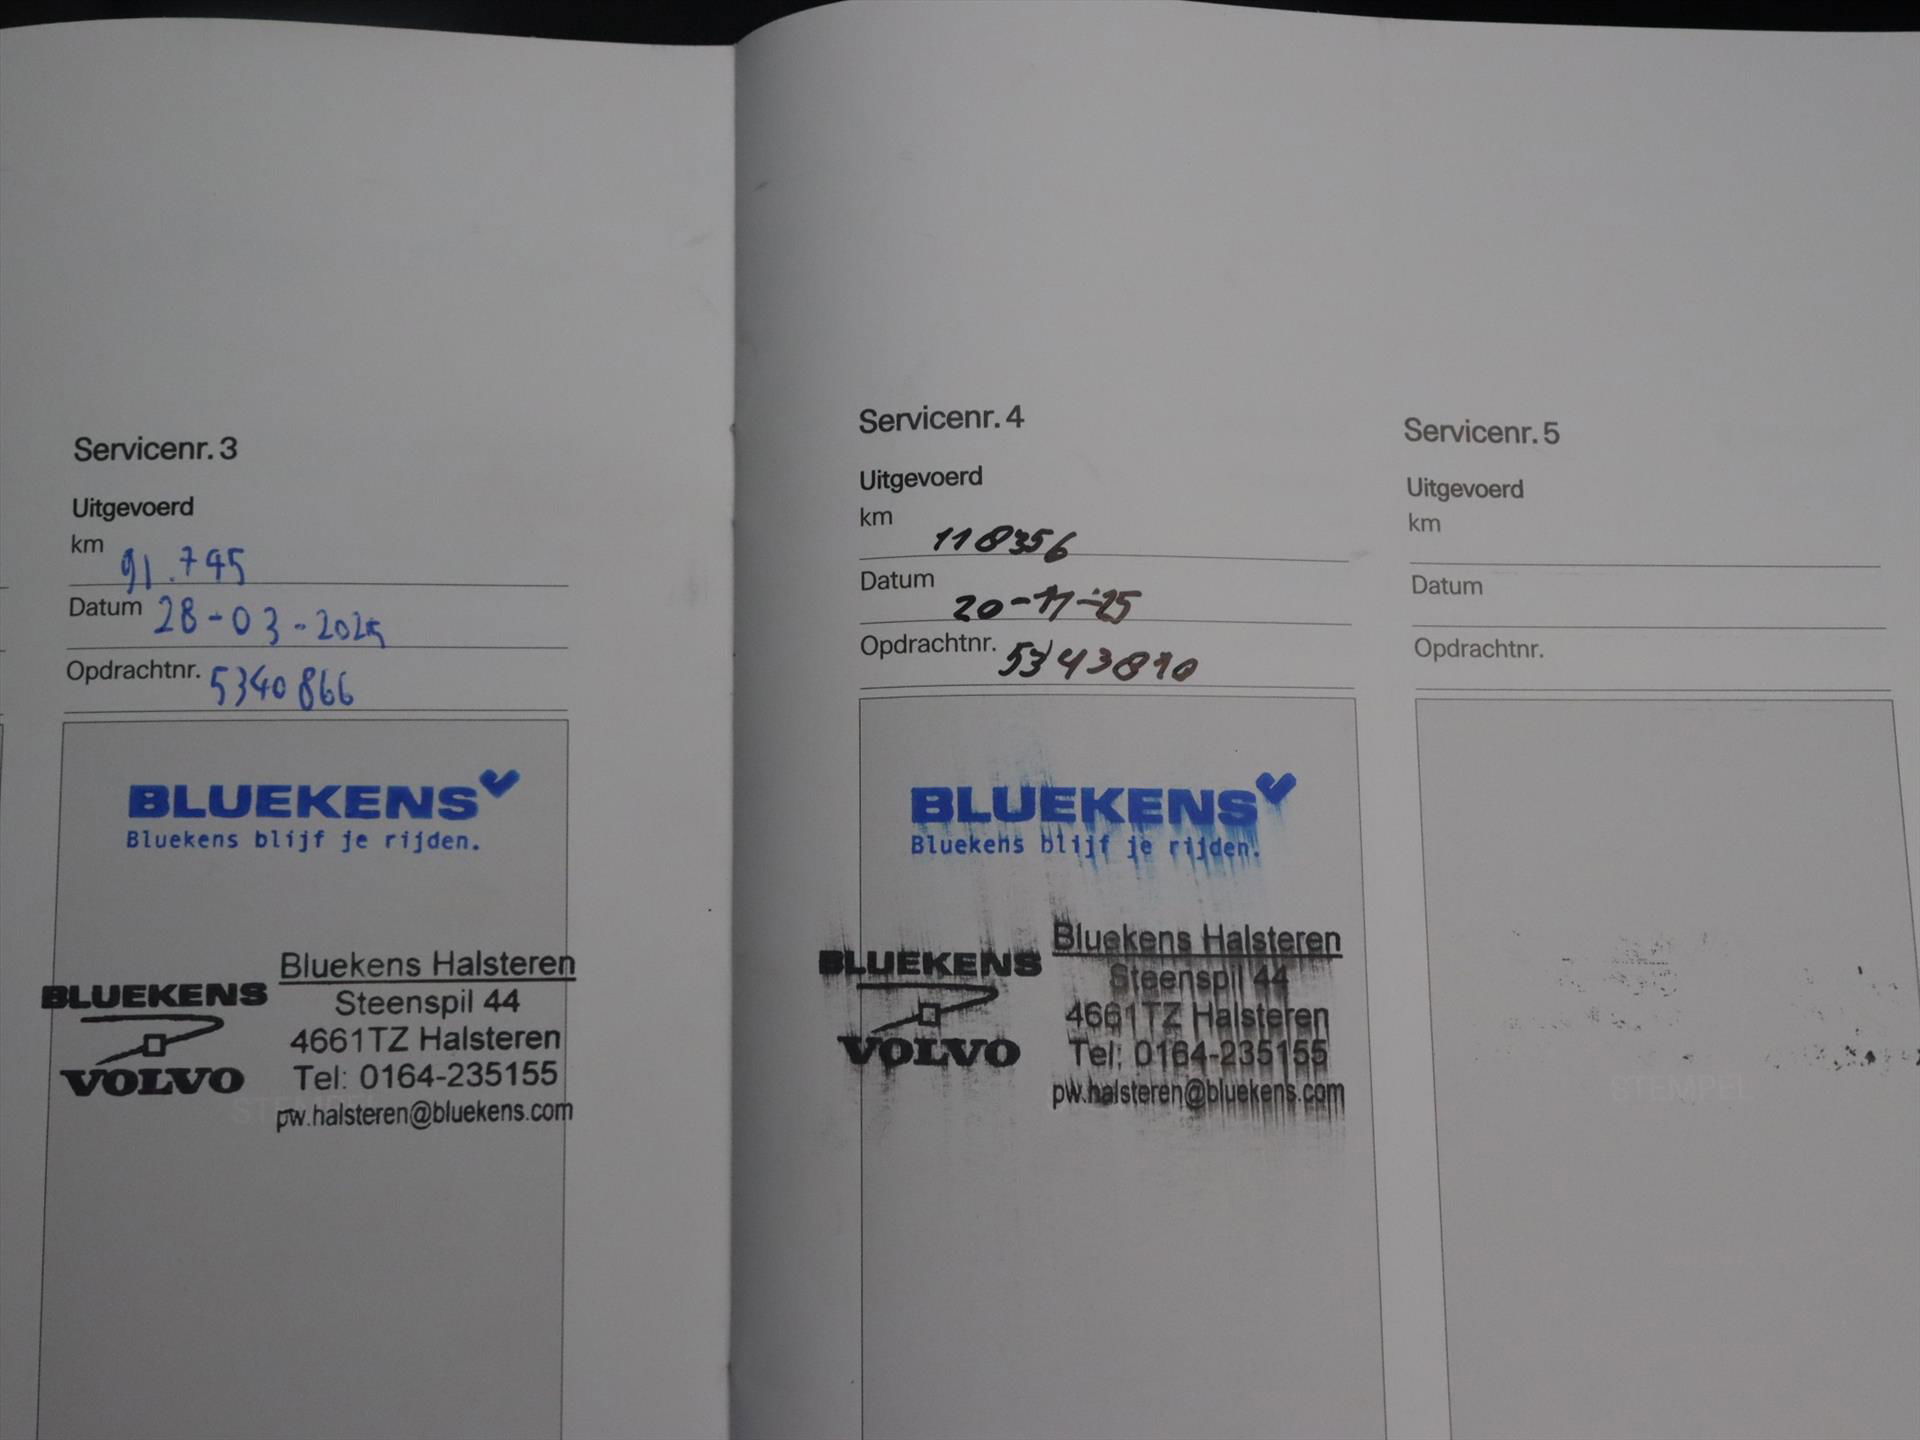 Servicenr. 3
Uitgevoerd
km 91.745
Datum 28-03-2025
Opdrachtnr. 5340866
BLUEKENS
Bluekens blijf je rijden.
BLUEKENS
VOLVO
Bluekens Halsteren
Steenspil 44
4661TZ Halsteren
Tel: 0164-235155
STEMPEL
pw.halsteren@bluekens.com
Servicenr. 4
Uitgevoerd
km 118356
Datum 20-11-25
Opdrachtnr. 5343810
BLUEKENS
Bluekens blijf je rijden.
BLUEKENS
VOLVO
Bluekens Halsteren
Steenspil 44
4661TZ Halsteren
Tel: 0164-235155
pw.halsteren@bluekens.com
Servicenr. 5
Uitgevoerd
km
Datum
Opdrachtnr.
STEMPEL